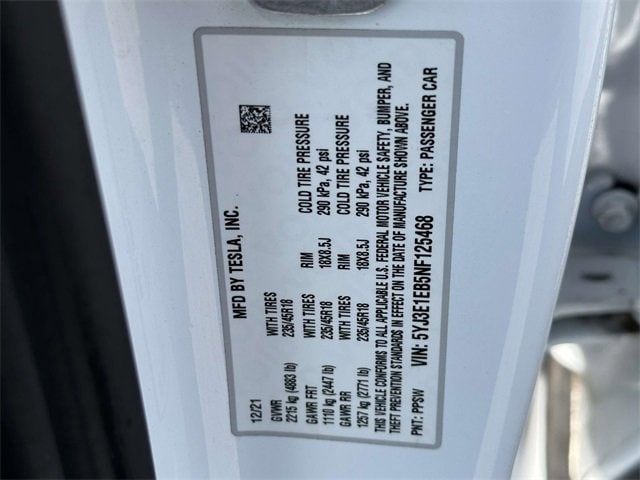 MFD BY TESLA, INC.
12/21
GVWR WITH TIRES
2215 kg (4883 lb) 235/45R18
GAWR FRT WITH TIRES RIM COLD TIRE PRESSURE
1110 kg (2447 lb) 235/45R18 18X8.5J 290 kPa, 42 psi
GAWR RR WITH TIRES RIM COLD TIRE PRESSURE
1257 kg (2771 lb) 235/45R18 18X8.5J 290 kPa, 42 psi
THIS VEHICLE CONFORMS TO ALL APPLICABLE U.S. FEDERAL MOTOR VEHICLE SAFETY, BUMPER, AND
THEFT PREVENTION STANDARDS IN EFFECT ON THE DATE OF MANUFACTURE SHOWN ABOVE.
VIN: 5YJ3E1EB5NF125468 TYPE: PASSENGER CAR
PNT: PPSW